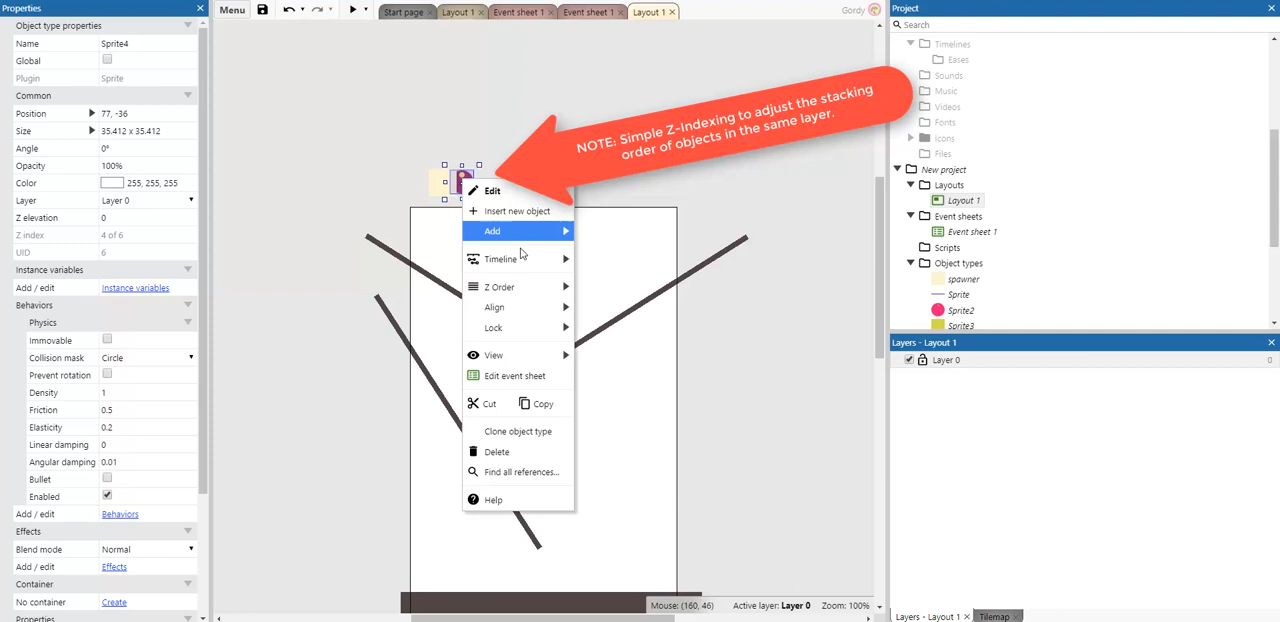 Properties
Object type properties
Name Sprite4
Global
Plugin Sprite
Common
Position 77, -36
Size 35.412 x 35.412
Angle 0°
Opacity 100%
Color 255, 255, 255
Layer Layer 0
Z elevation 0
Z index 4 of 6
UID 6
Instance variables
Add / edit Instance variables
Behaviors
Physics
Immovable
Collision mask Circle
Prevent rotation
Density 1
Friction 0.5
Elasticity 0.2
Linear damping 0
Angular damping 0.01
Bullet
Enabled
Add / edit Behaviors
Effects
Blend mode Normal
Add / edit Effects
Container
No container Create
Properties
Menu
Start page
Layout 1
Event sheet 1
Event sheet 1
Layout 1
Gordy
NOTE: Simple Z-Indexing to adjust the stacking
order of objects in the same layer.
Edit
Insert new object
Add
Timeline
Z Order
Align
Lock
View
Edit event sheet
Cut Copy
Clone object type
Delete
Find all references...
Help
Mouse: (160, 46) Active layer: Layer 0 Zoom: 100%
Project
Search
Timelines
Eases
Sounds
Music
Videos
Fonts
Icons
Files
New project
Layouts
Layout 1
Event sheets
Event sheet 1
Scripts
Object types
spawner
Sprite
Sprite2
Sprite3
Layers - Layout 1
Layer 0 0
Layers - Layout 1 Tilemap